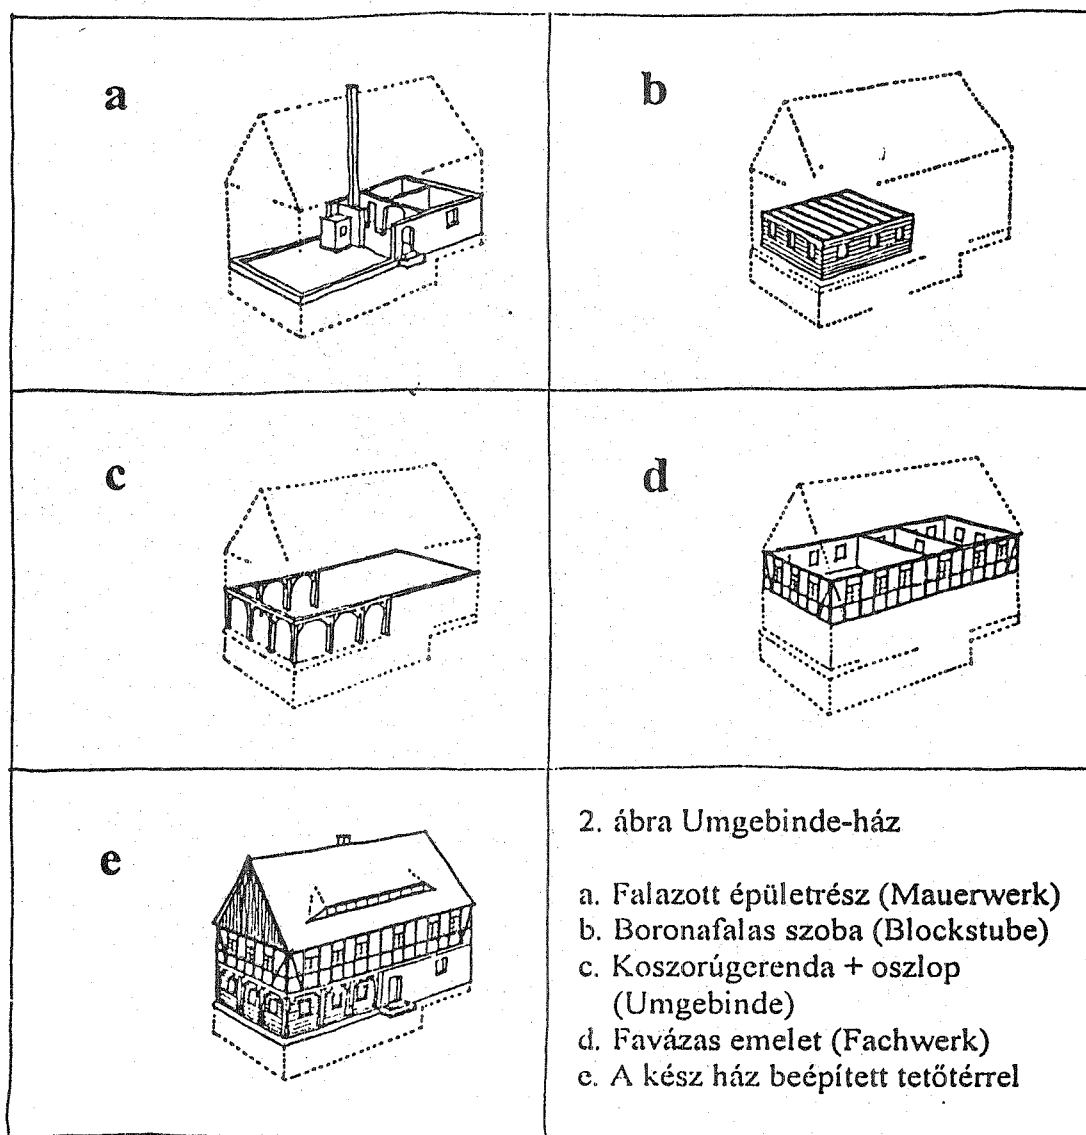 a
b
c
d
e
2. ábra Umgebinde-ház
a. Falazott épületrész (Mauerwerk)
b. Boronafalas szoba (Blockstube)
c. Koszorúgerenda + oszlop
(Umgebinde)
d. Favázas emelet (Fachwerk)
e. A kész ház beépített tetőtérrel